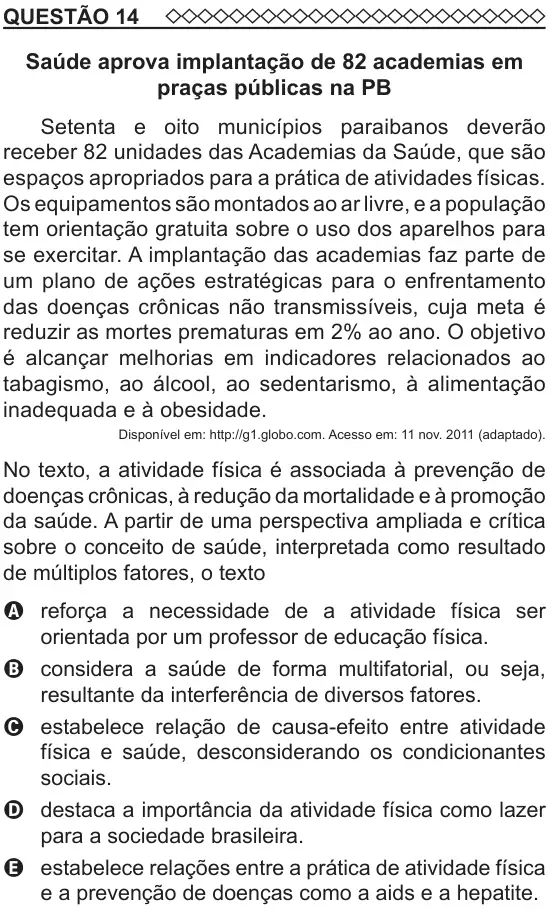 QUESTÃO 14
Saúde aprova implantação de 82 academias em
praças públicas na PB
Setenta e oito municípios paraibanos deverão
receber 82 unidades das Academias da Saúde, que são
espaços apropriados para a prática de atividades físicas.
Os equipamentos são montados ao ar livre, e a população
tem orientação gratuita sobre o uso dos aparelhos para
se exercitar. A implantação das academias faz parte de
um plano de ações estratégicas para o enfrentamento
das doenças crônicas não transmissíveis, cuja meta é
reduzir as mortes prematuras em 2% ao ano. O objetivo
é alcançar melhorias em indicadores relacionados ao
tabagismo, ao álcool, ao sedentarismo, à alimentação
inadequada e à obesidade.
Disponível em: http://g1.globo.com. Acesso em: 11 nov. 2011 (adaptado).
No texto, a atividade física é associada à prevenção de
doenças crônicas, à redução da mortalidade e à promoção
da saúde. A partir de uma perspectiva ampliada e crítica
sobre o conceito de saúde, interpretada como resultado
de múltiplos fatores, o texto
A reforça a necessidade de a atividade física ser
orientada por um professor de educação física.
B considera a saúde de forma multifatorial, ou seja,
resultante da interferência de diversos fatores.
C estabelece relação de causa-efeito entre atividade
física e saúde, desconsiderando os condicionantes
sociais.
D destaca a importância da atividade física como lazer
para a sociedade brasileira.
E estabelece relações entre a prática de atividade física
e a prevenção de doenças como a aids e a hepatite.